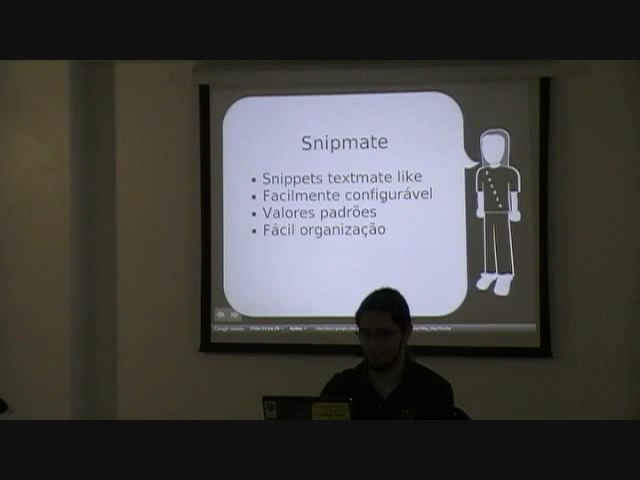 Snipmate
• Snippets textmate like
• Facilmente configurável
• Valores padrões
• Fácil organização